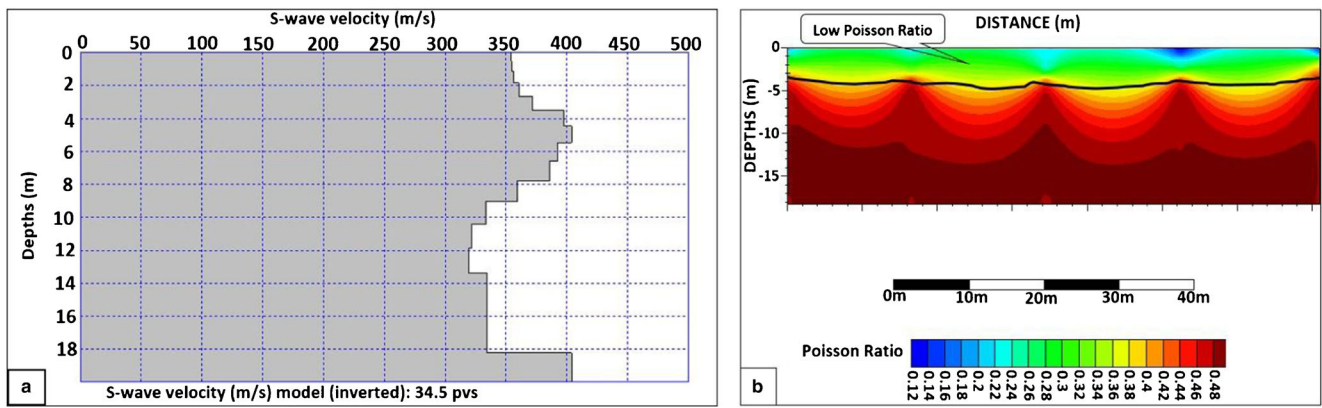 S-wave velocity (m/s)
0 50 100 150 200 250 300 350 400 450 500
Depths (m)
0
2
4
6
8
10
12
14
16
18
a
S-wave velocity (m/s) model (inverted): 34.5 pvs
DISTANCE (m)
Low Poisson Ratio
DEPTHS (m)
0
-5
-10
-15
0m 10m 20m 30m 40m
Poisson Ratio
0.12 0.14 0.16 0.18 0.2 0.22 0.24 0.26 0.28 0.3 0.32 0.34 0.36 0.38 0.4 0.42 0.44 0.46 0.48
b